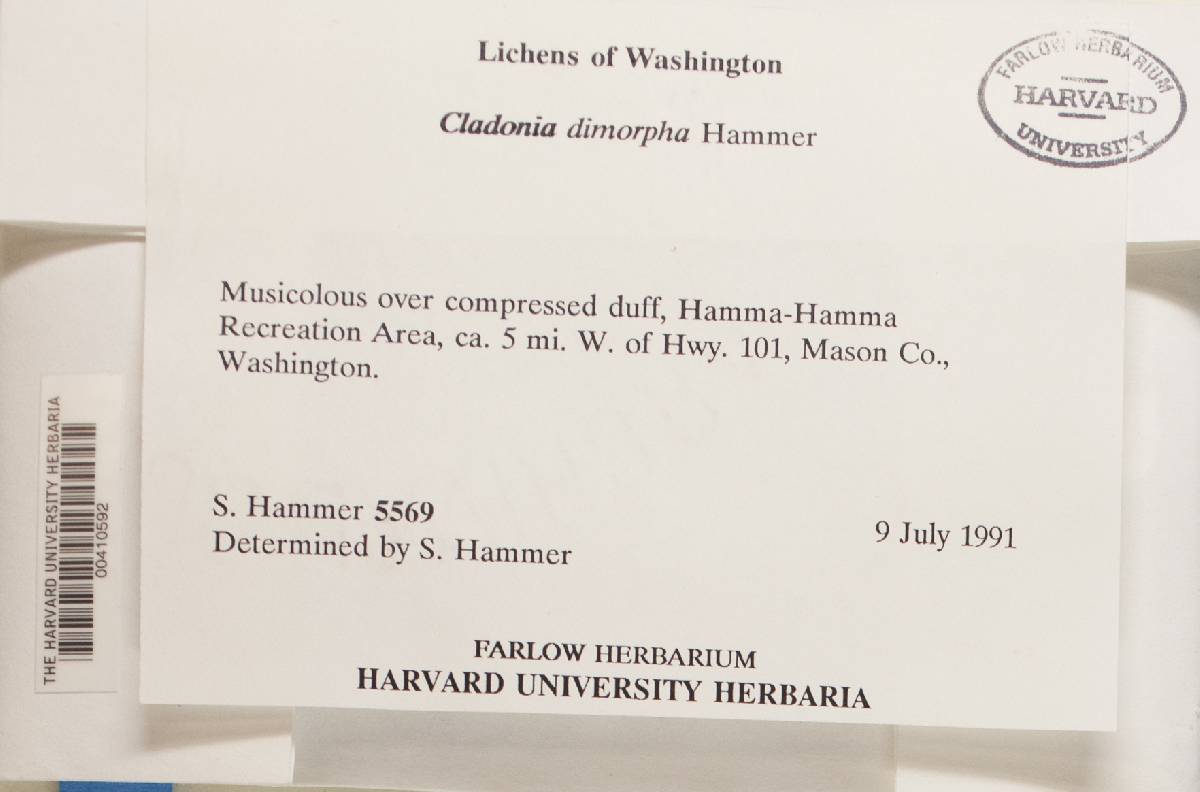 Lichens of Washington
Cladonia dimorpha Hammer
FARLOW HERBARIUM
HARVARD
UNIVERSITY
Musicolous over compressed duff, Hamma-Hamma
Recreation Area, ca. 5 mi. W. of Hwy. 101, Mason Co.,
Washington.
S. Hammer 5569
Determined by S. Hammer
9 July 1991
FARLOW HERBARIUM
HARVARD UNIVERSITY HERBARIA
THE HARVARD UNIVERSITY HERBARIA
00410592